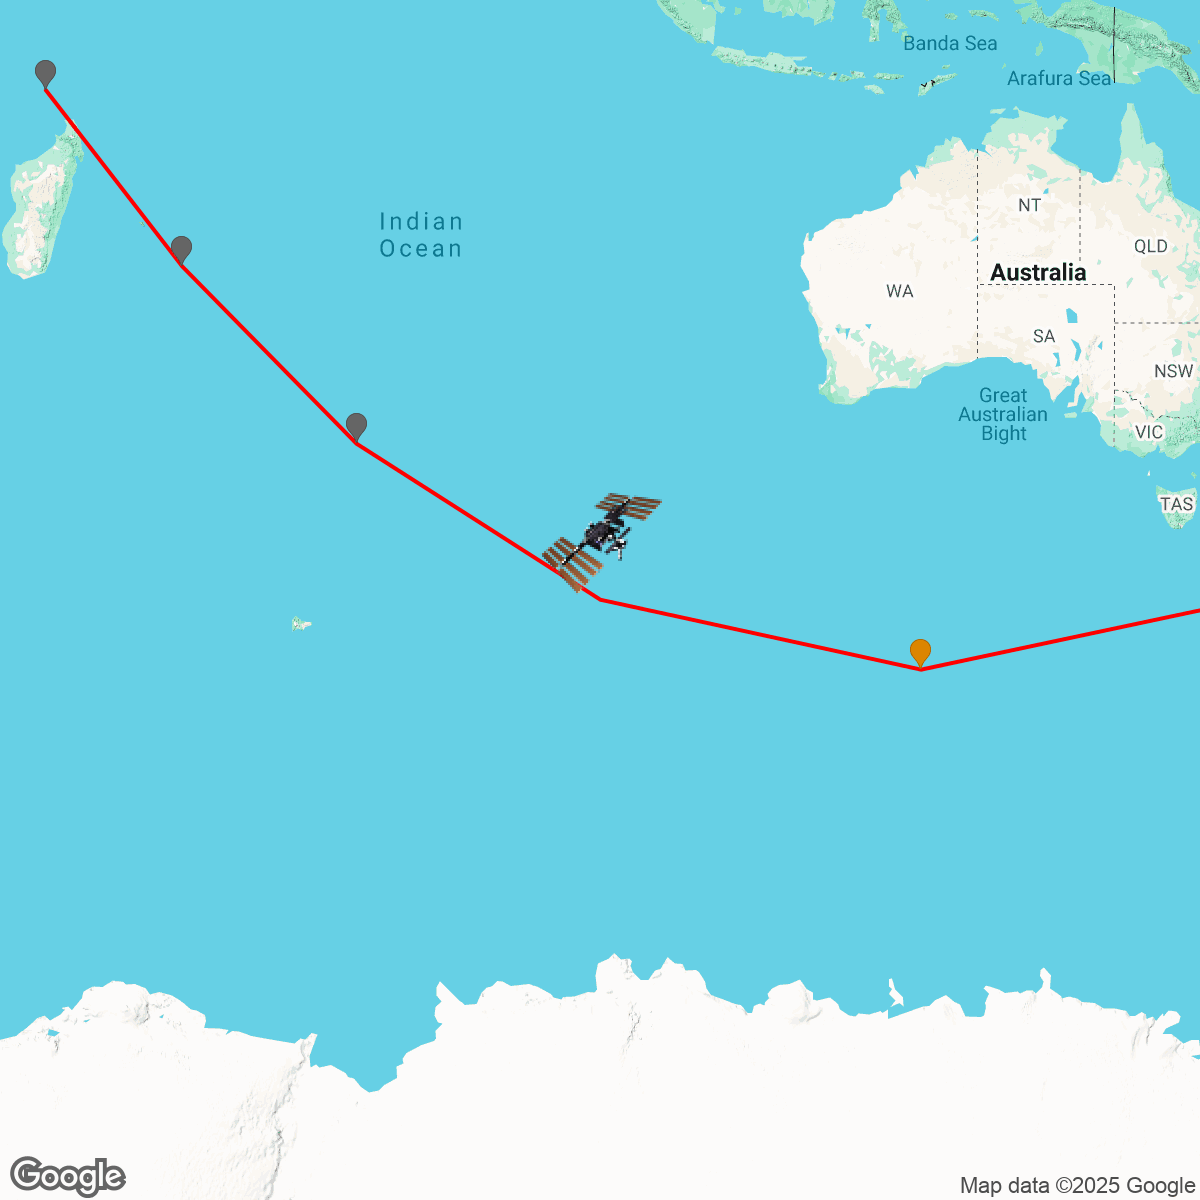 Banda Sea
Arafura Sea
NT
Indian
Ocean
QLD
Australia
WA
SA
NSW
Great
Australian
Bight
VIC
TAS
Google
Map data ©2025 Google